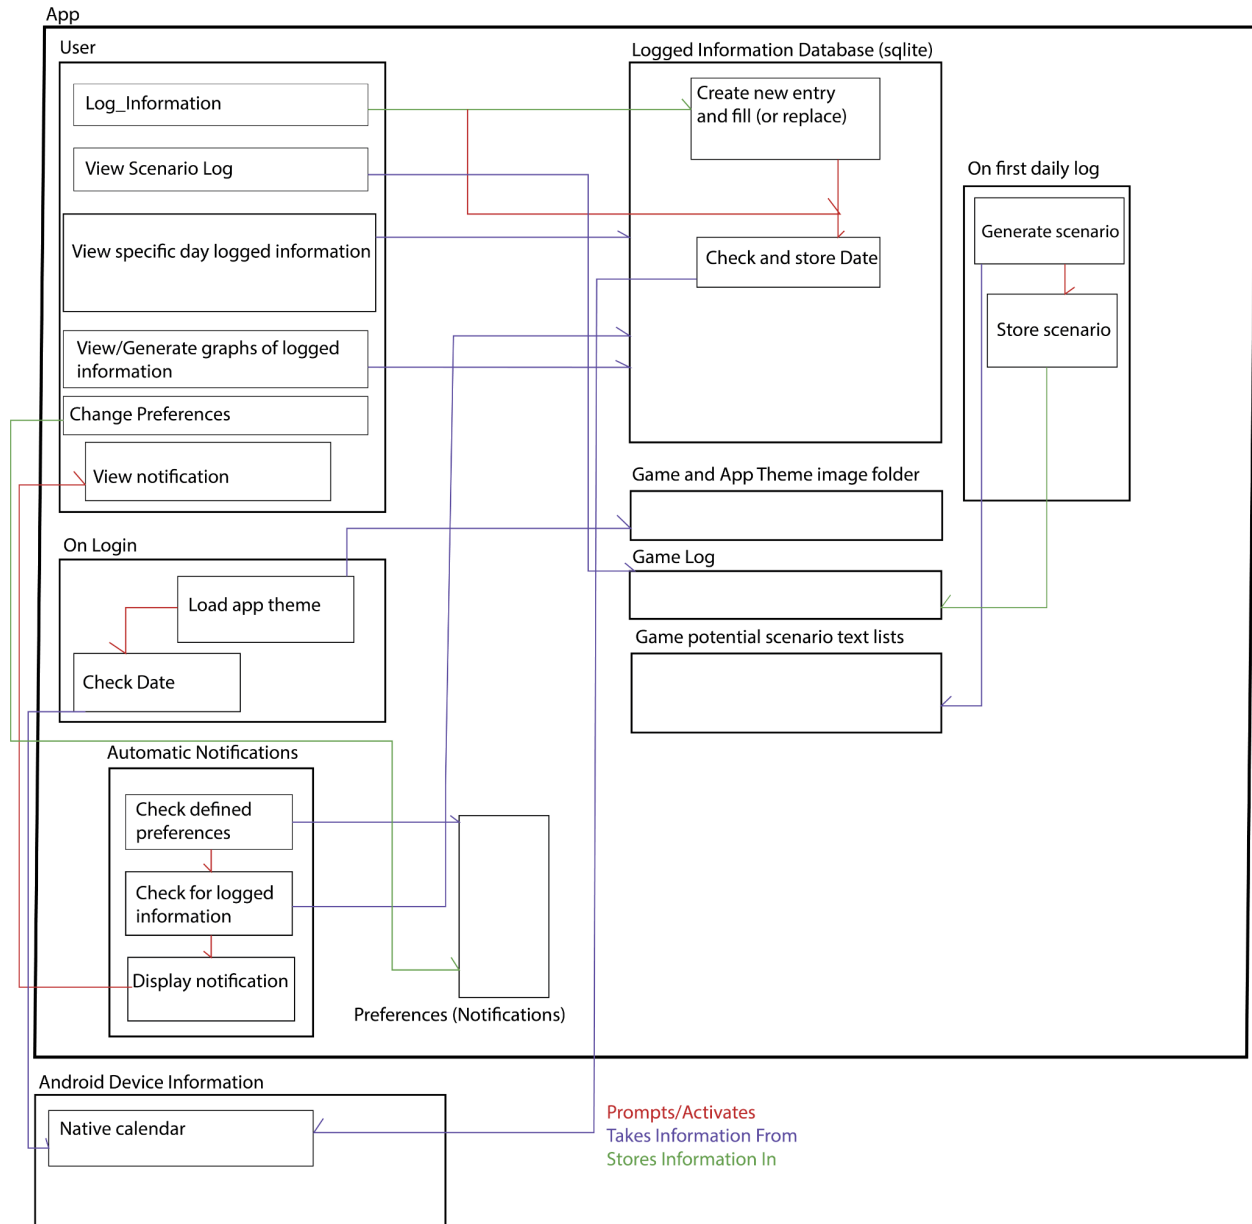 App
User
Log_Information
View Scenario Log
View specific day logged information
View/Generate graphs of logged
information
Change Preferences
View notification
On Login
Load app theme
Check Date
Automatic Notifications
Check defined
preferences
Check for logged
information
Display notification
Preferences (Notifications)
Logged Information Database (sqlite)
Create new entry
and fill (or replace)
Check and store Date
Game and App Theme image folder
Game Log
Game potential scenario text lists
On first daily log
Generate scenario
Store scenario
Android Device Information
Native calendar
Prompts/Activates
Takes Information From
Stores Information In